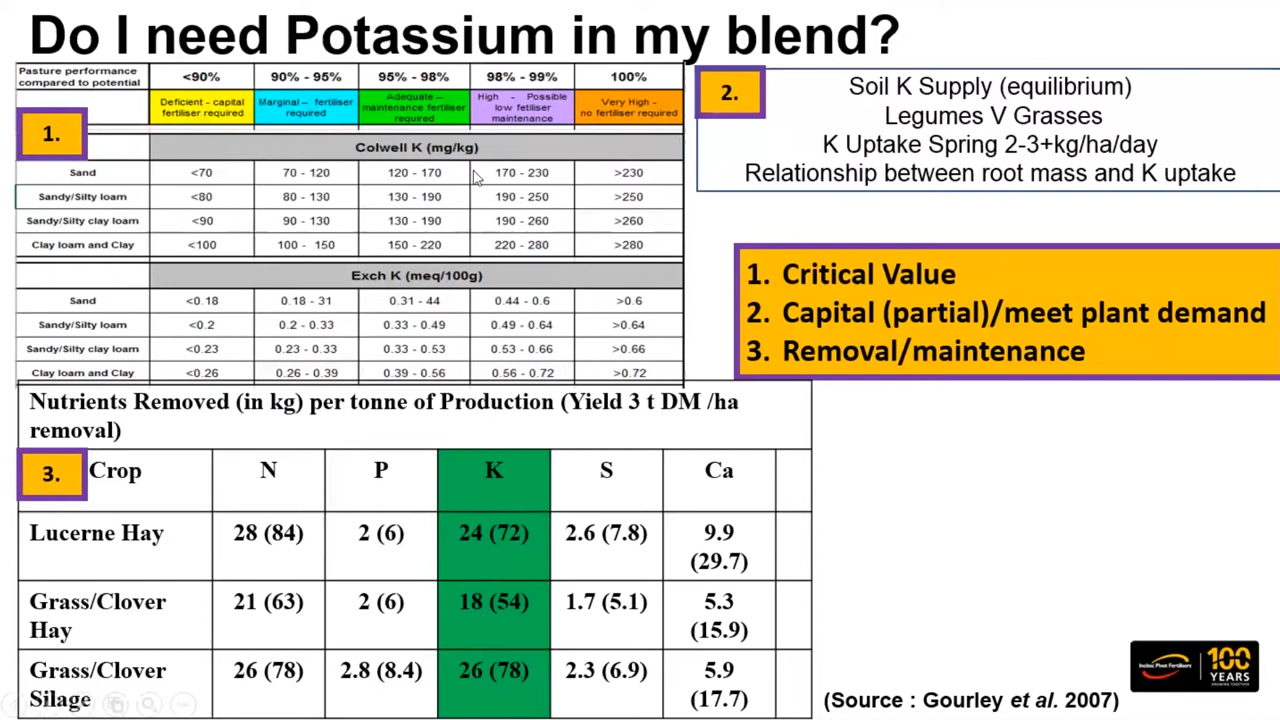 Do I need Potassium in my blend?
Pasture performance compared to potential <90% 90% - 95% 95% - 98% 98% - 99% 100%
Deficient – capital fertiliser required Marginal – fertiliser required Adequate – maintenance fertiliser required High - Possible low fetiliser maintenance Very High - no fertiliser required
1.
Colwell K (mg/kg)
Sand <70 70 - 120 120 - 170 170 - 230 >230
Sandy/Silty loam <80 80 - 130 130 - 190 190 - 250 >250
Sandy/Silty clay loam <90 90 - 130 130 - 190 190 - 260 >260
Clay loam and Clay <100 100 - 150 150 - 220 220 - 280 >280
Exch K (meq/100g)
Sand <0.18 0.18 - 31 0.31 - 44 0.44 - 0.6 >0.6
Sandy/Silty loam <0.2 0.2 - 0.33 0.33 - 0.49 0.49 - 0.64 >0.64
Sandy/Silty clay loam <0.23 0.23 - 0.33 0.33 - 0.53 0.53 - 0.66 >0.66
Clay loam and Clay <0.26 0.26 - 0.39 0.39 - 0.56 0.56 - 0.72 >0.72
2.
Soil K Supply (equilibrium)
Legumes V Grasses
K Uptake Spring 2-3+kg/ha/day
Relationship between root mass and K uptake
1. Critical Value
2. Capital (partial)/meet plant demand
3. Removal/maintenance
Nutrients Removed (in kg) per tonne of Production (Yield 3 t DM /ha
removal)
3.
Crop N P K S Ca
Lucerne Hay 28 (84) 2 (6) 24 (72) 2.6 (7.8) 9.9 (29.7)
Grass/Clover Hay 21 (63) 2 (6) 18 (54) 1.7 (5.1) 5.3 (15.9)
Grass/Clover Silage 26 (78) 2.8 (8.4) 26 (78) 2.3 (6.9) 5.9 (17.7)
Incitec Pivot Fertilisers
100
YEARS
(Source : Gourley et al. 2007)